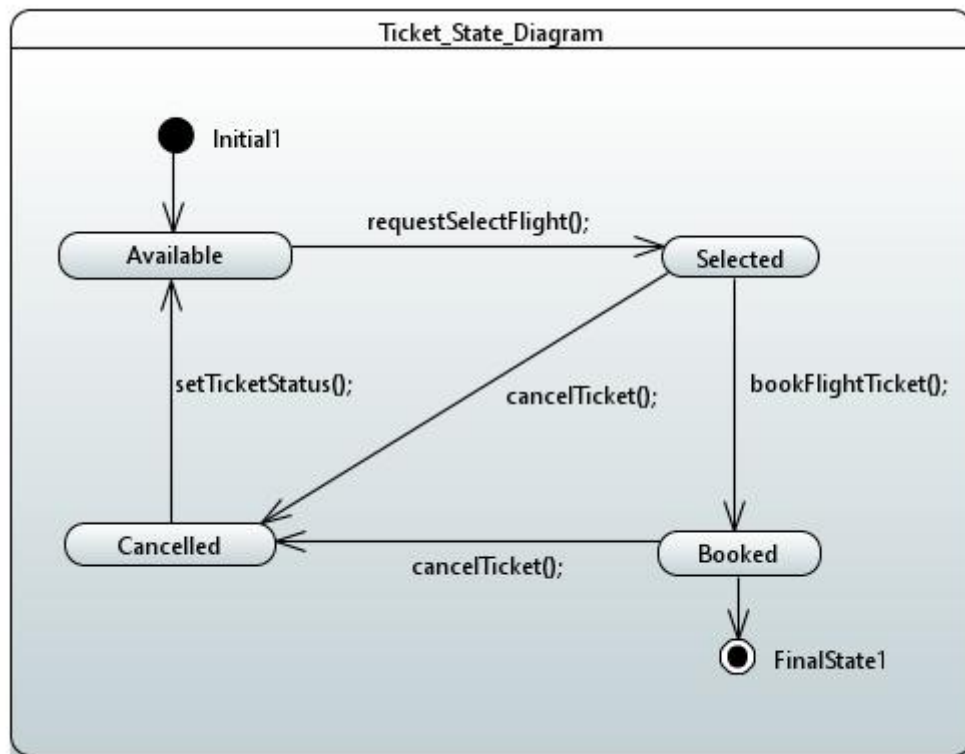 Ticket_State_Diagram
Initial1
requestSelectFlight();
Available
Selected
setTicketStatus();
cancelTicket();
bookFlightTicket();
Cancelled
Booked
cancelTicket();
FinalState1